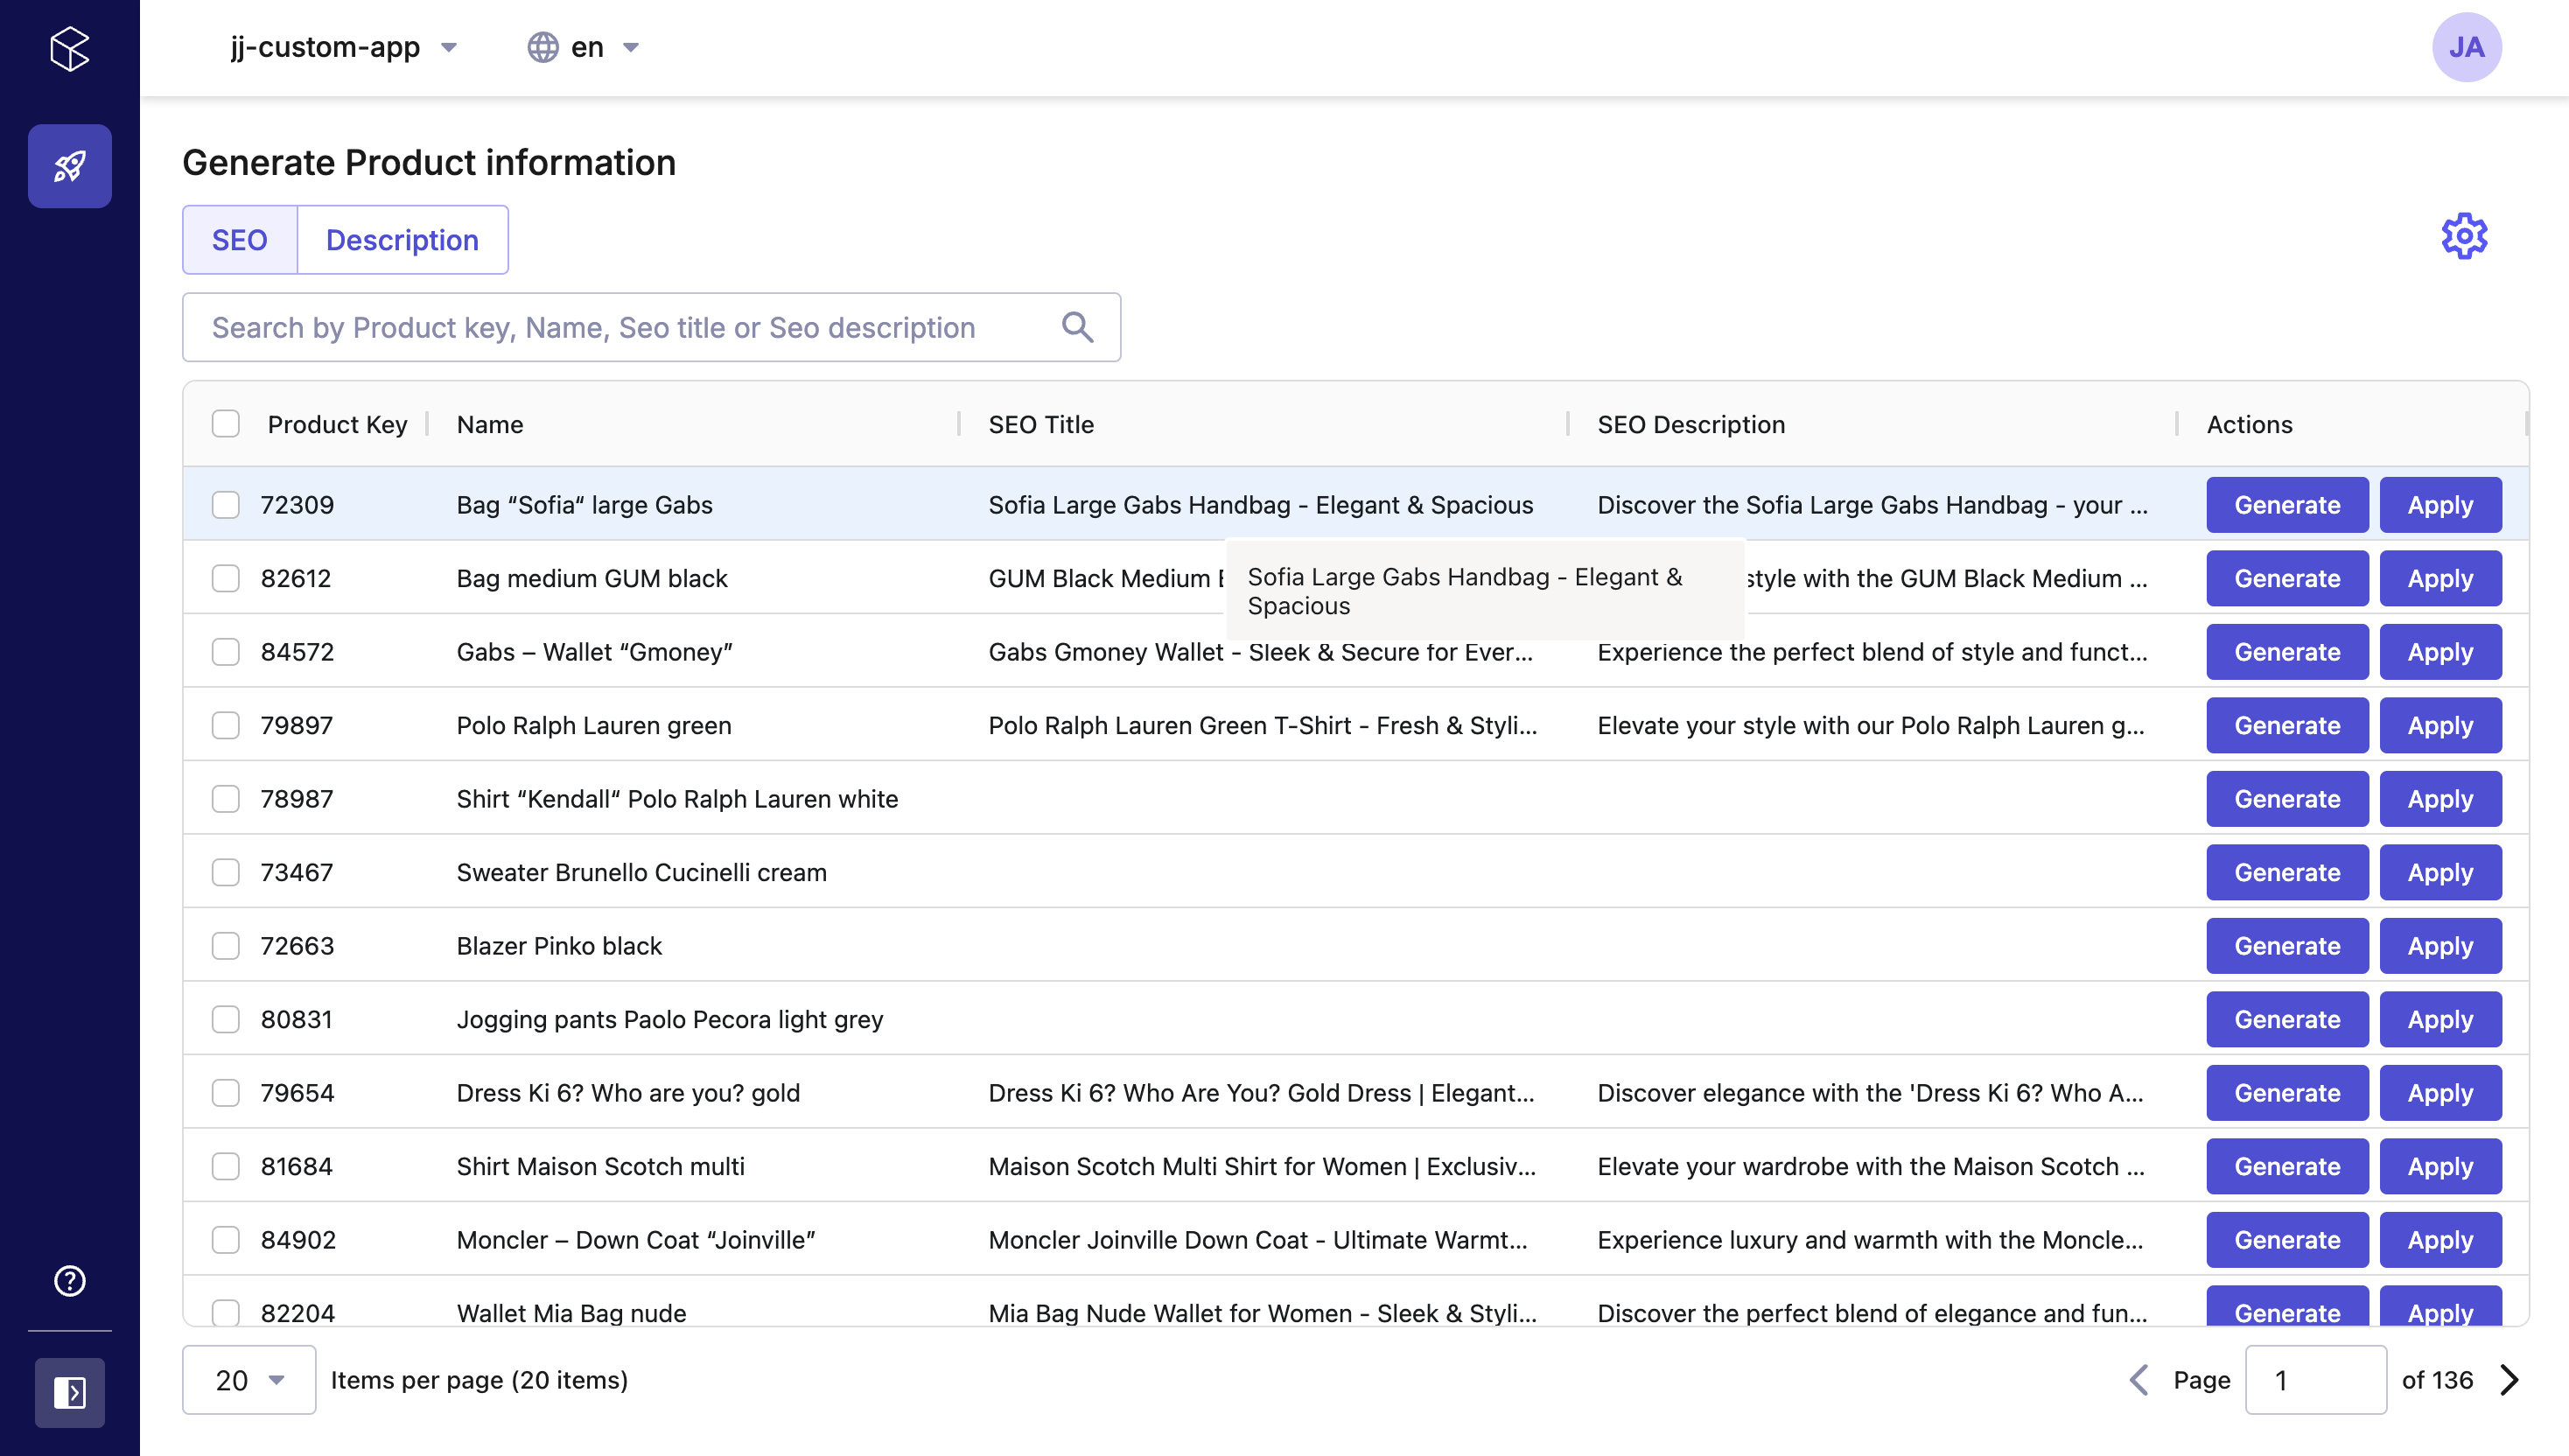 jj-custom-app en JA
Generate Product information
SEO Description
Search by Product key, Name, Seo title or Seo description
Product Key Name SEO Title SEO Description Actions
72309 Bag “Sofia“ large Gabs Sofia Large Gabs Handbag - Elegant & Spacious Discover the Sofia Large Gabs Handbag - your ... Generate Apply
Sofia Large Gabs Handbag - Elegant &
Spacious
82612 Bag medium GUM black GUM Black Medium style with the GUM Black Medium ... Generate Apply
84572 Gabs – Wallet “Gmoney” Gabs Gmoney Wallet - Sleek & Secure for Ever... Experience the perfect blend of style and funct... Generate Apply
79897 Polo Ralph Lauren green Polo Ralph Lauren Green T-Shirt - Fresh & Styli... Elevate your style with our Polo Ralph Lauren g... Generate Apply
78987 Shirt “Kendall“ Polo Ralph Lauren white Generate Apply
73467 Sweater Brunello Cucinelli cream Generate Apply
72663 Blazer Pinko black Generate Apply
80831 Jogging pants Paolo Pecora light grey Generate Apply
79654 Dress Ki 6? Who are you? gold Dress Ki 6? Who Are You? Gold Dress | Elegant... Discover elegance with the 'Dress Ki 6? Who A... Generate Apply
81684 Shirt Maison Scotch multi Maison Scotch Multi Shirt for Women | Exclusiv... Elevate your wardrobe with the Maison Scotch ... Generate Apply
84902 Moncler – Down Coat “Joinville” Moncler Joinville Down Coat - Ultimate Warmt... Experience luxury and warmth with the Moncle... Generate Apply
82204 Wallet Mia Bag nude Mia Bag Nude Wallet for Women - Sleek & Styli... Discover the perfect blend of elegance and fun... Generate Apply
20 Items per page (20 items) Page 1 of 136